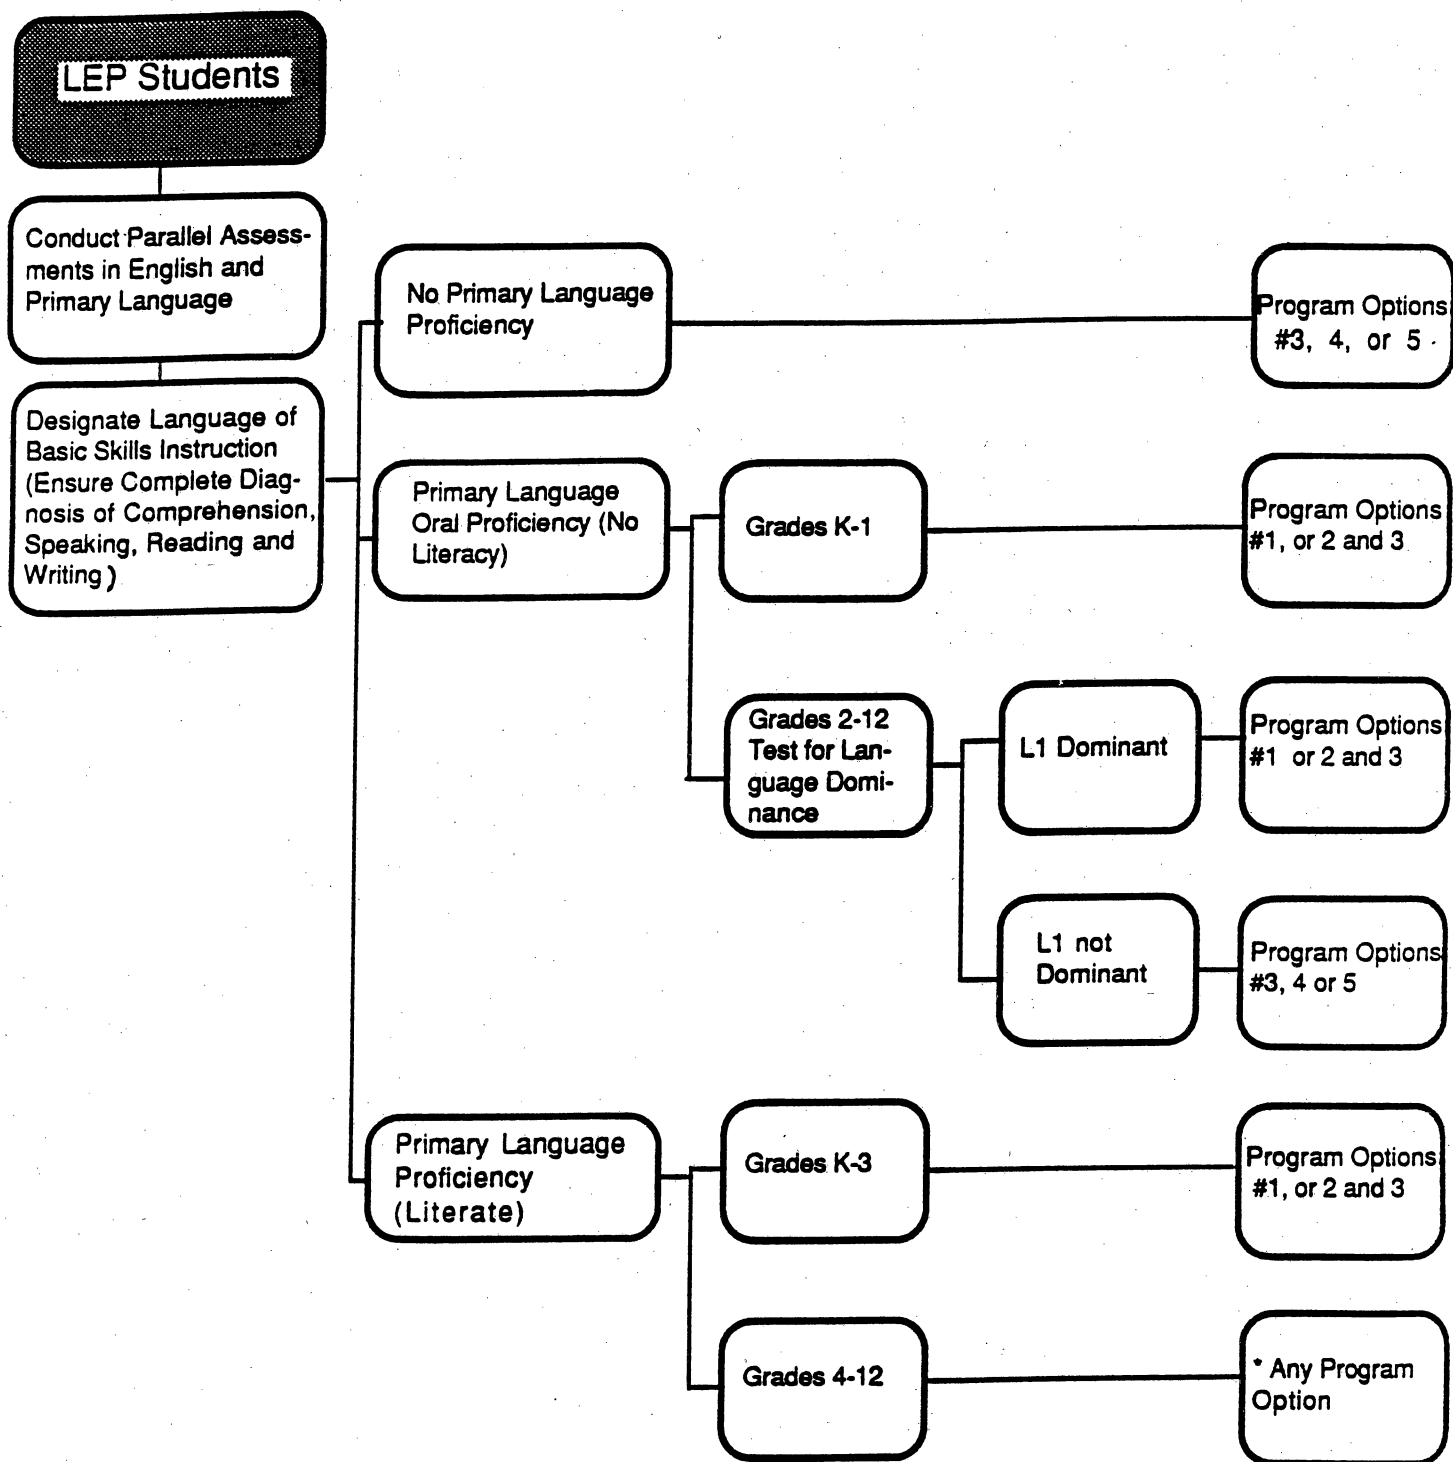 LEP Students
Conduct Parallel Assess-
ments in English and
Primary Language
Designate Language of
Basic Skills Instruction
(Ensure Complete Diag-
nosis of Comprehension,
Speaking, Reading and
Writing)
No Primary Language
Proficiency
Program Options
#3, 4, or 5
Primary Language
Oral Proficiency (No
Literacy)
Grades K-1
Program Options
#1, or 2 and 3
Grades 2-12
Test for Lan-
guage Domi-
nance
L1 Dominant
Program Options
#1 or 2 and 3
L1 not
Dominant
Program Options
#3, 4 or 5
Primary Language
Proficiency
(Literate)
Grades K-3
Program Options
#1, or 2 and 3
Grades 4-12
* Any Program
Option